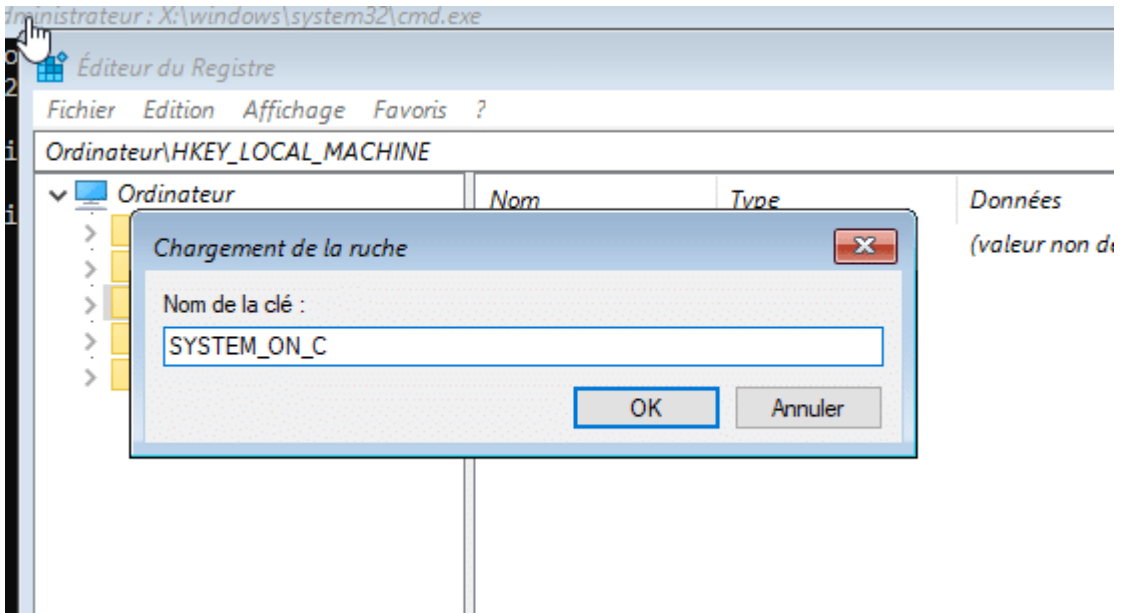 dministrateur : X:\windows\system32\cmd.exe
Éditeur du Registre
Fichier Edition Affichage Favoris ?
Ordinateur\HKEY_LOCAL_MACHINE
Ordinateur Nom Type Données
Chargement de la ruche
(valeur non dé
Nom de la clé :
SYSTEM_ON_C
OK Annuler